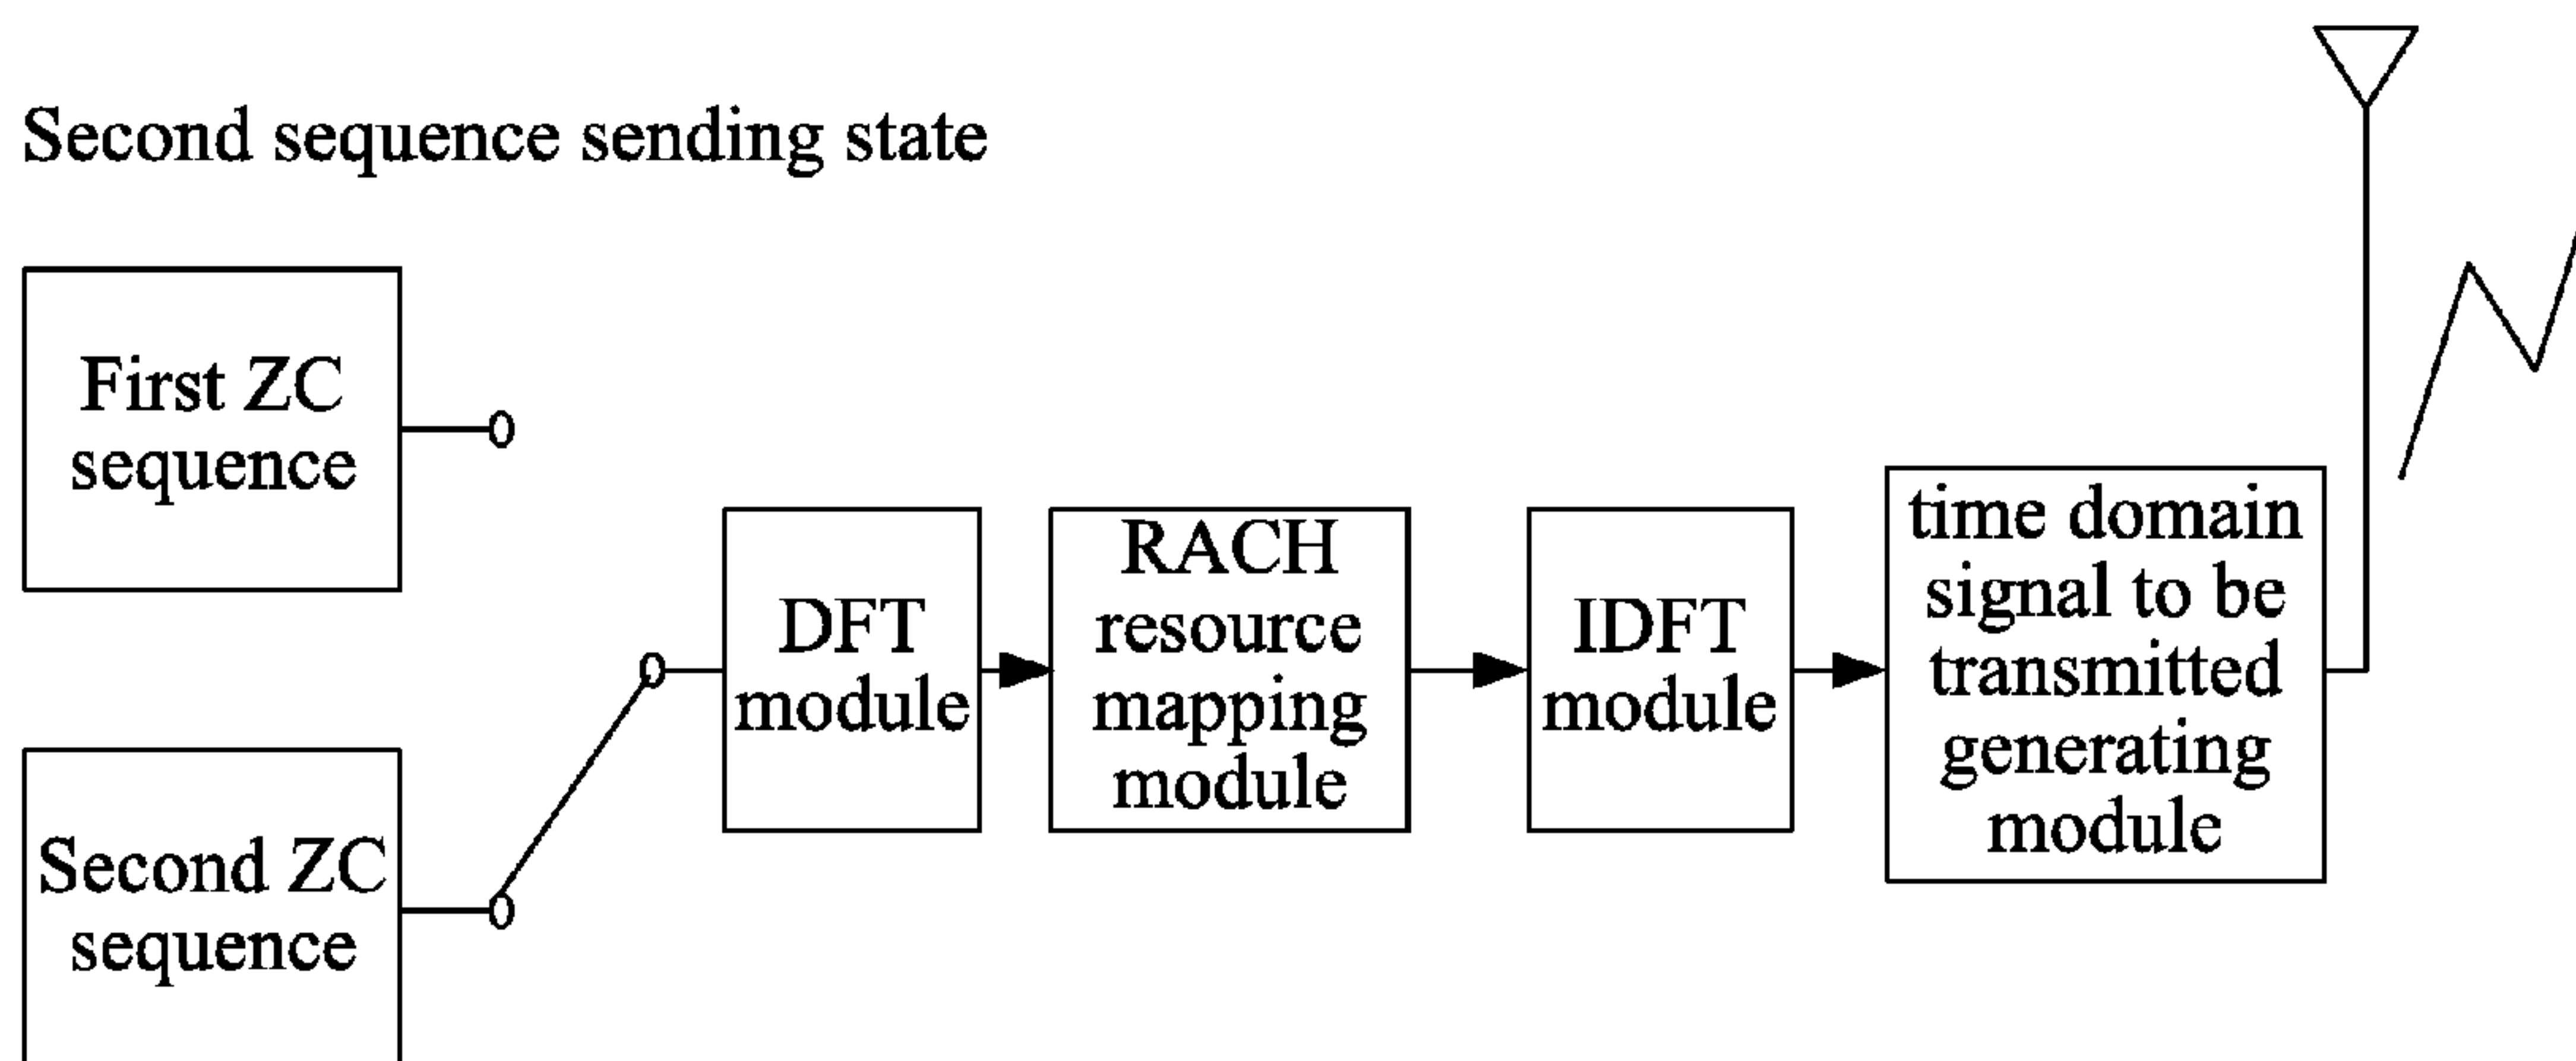 Second sequence sending state
First ZC
sequence
Second ZC
sequence
DFT
module
RACH
resource
mapping
module
IDFT
module
time domain
signal to be
transmitted
generating
module